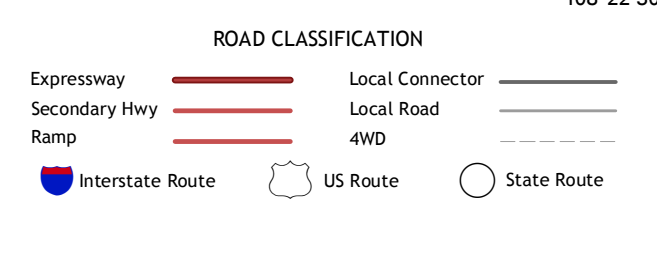 ROAD CLASSIFICATION
Expressway
Local Connector
Secondary Hwy
Local Road
Ramp
4WD
Interstate Route
US Route
State Route